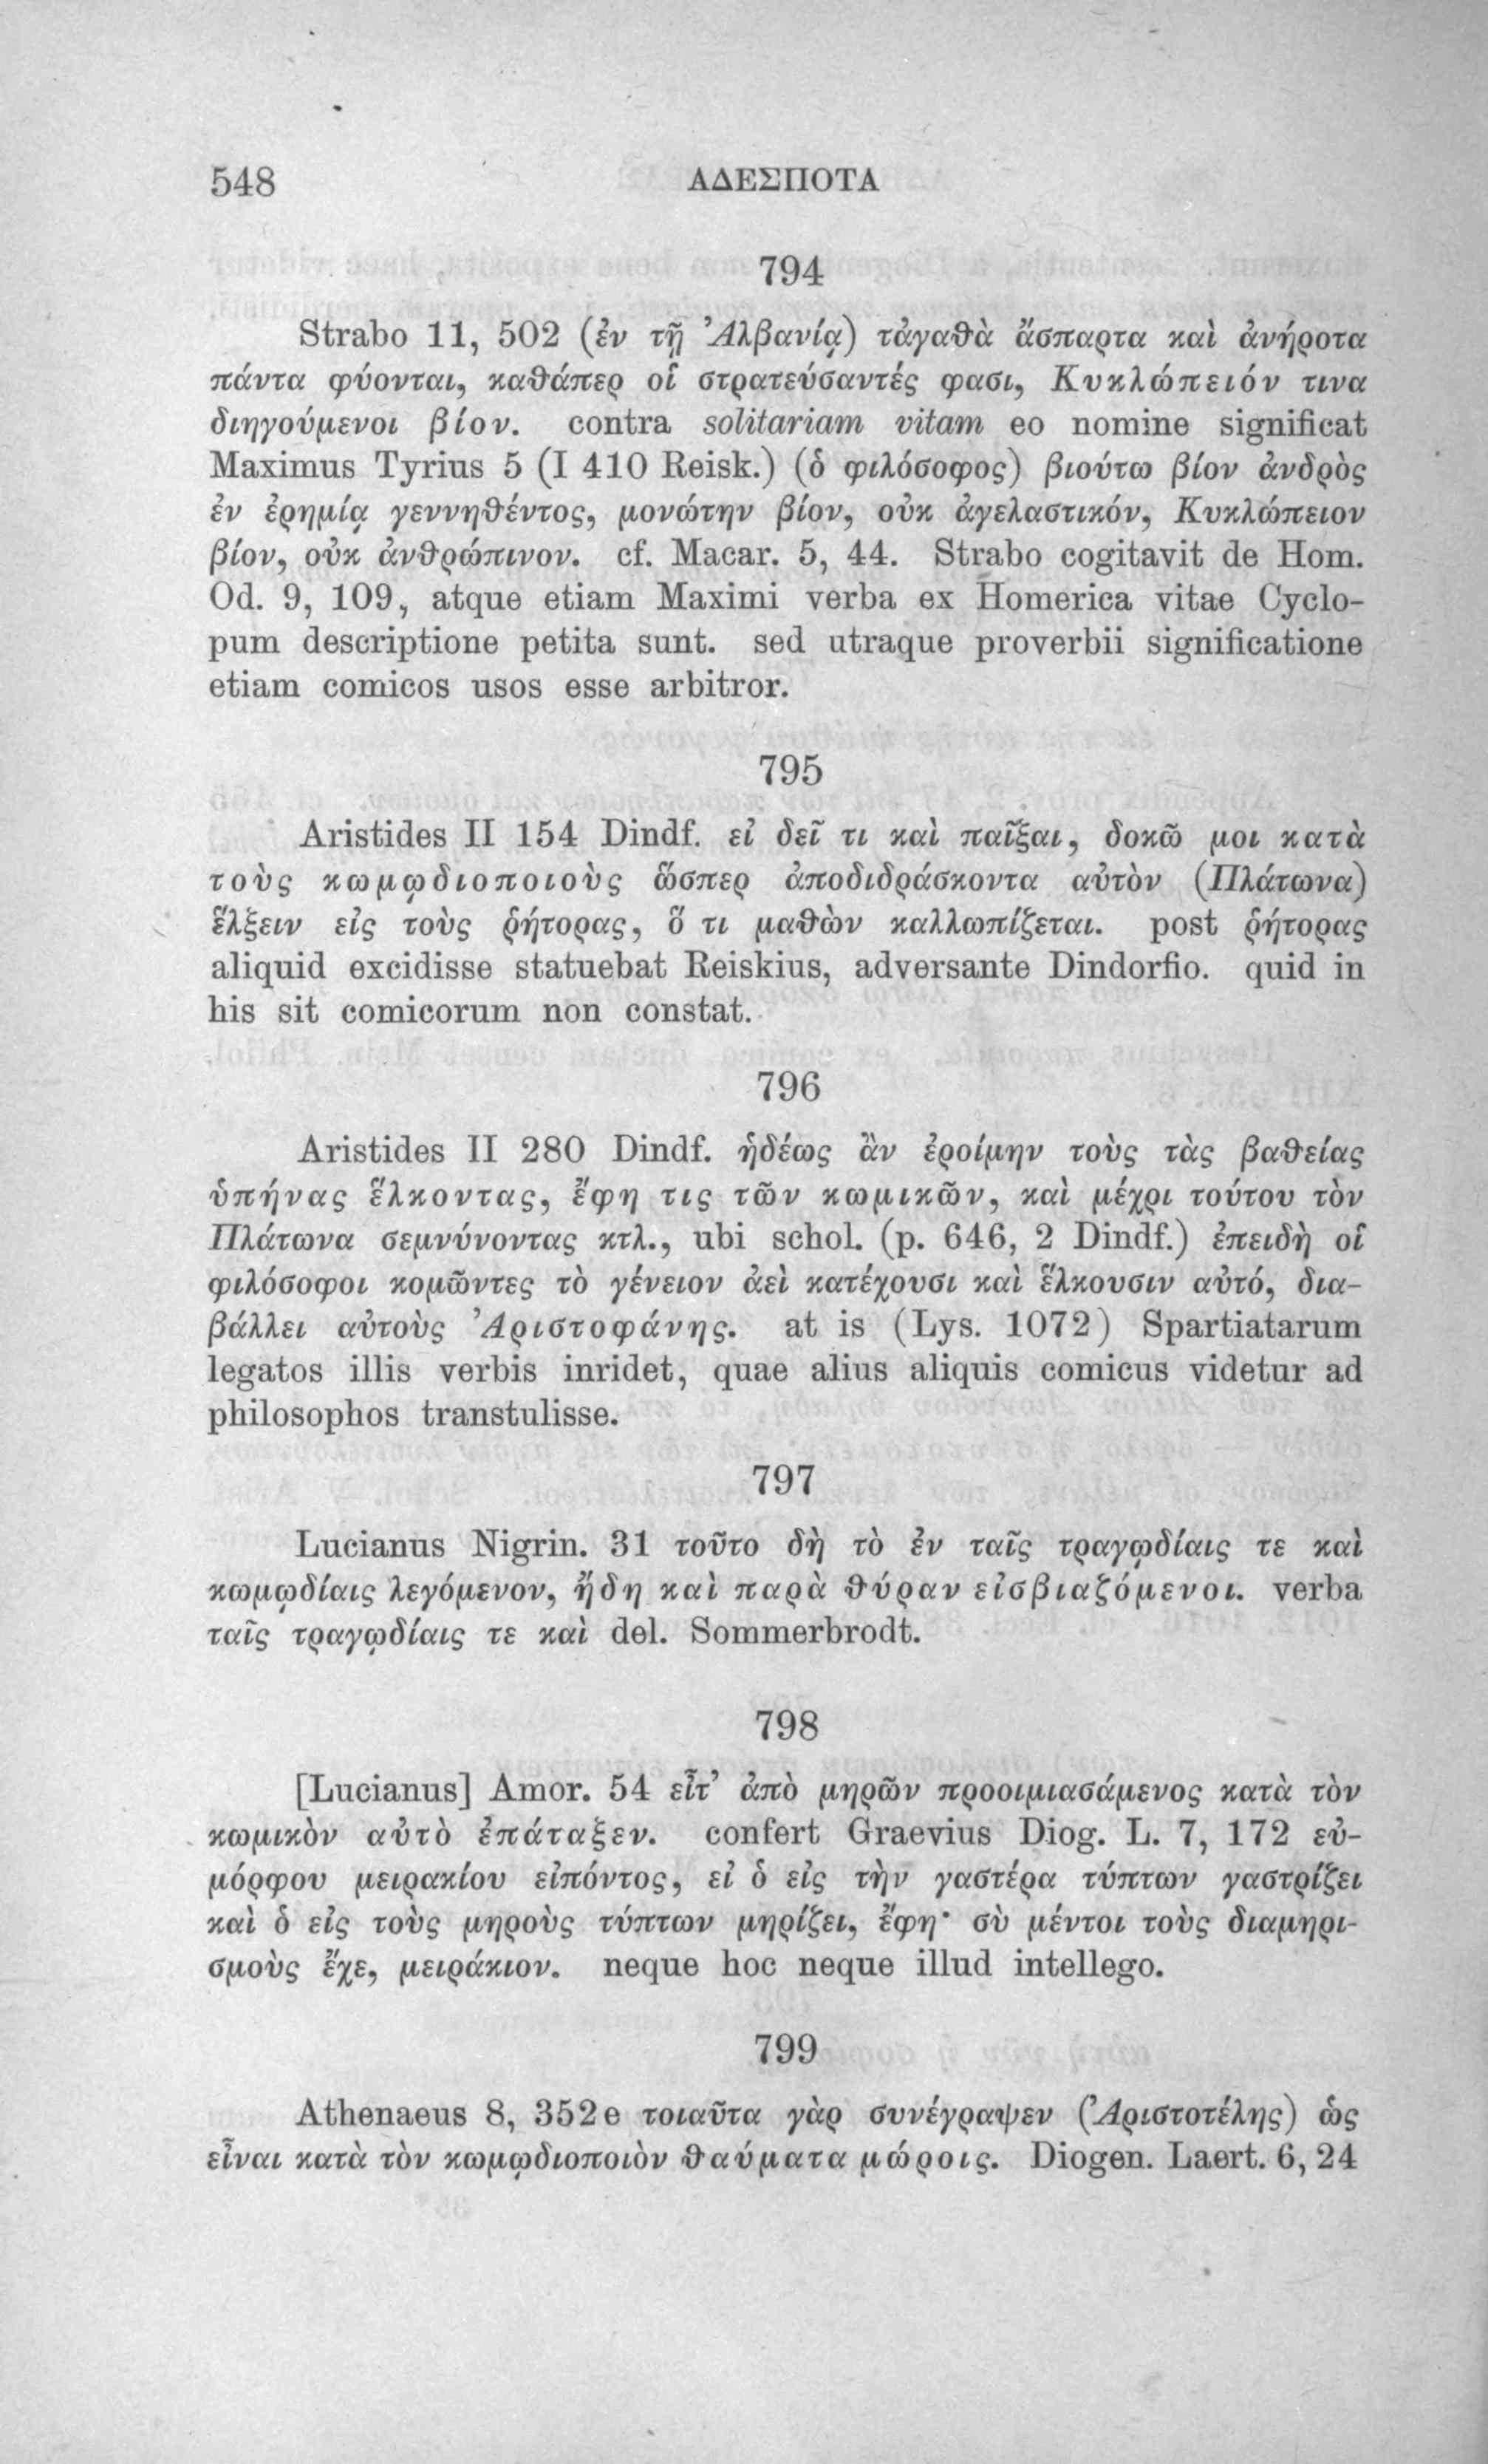 548 ΑΔΕΣΠΟΤΑ
794
Strabo 11, 502 (ἐν τῇ Ἀλβανίᾳ) τἀγαθὰ ἄσπαρτα καὶ ἀνήροτα
πάντα φύονται, καθάπερ οἱ στρατεύσαντές φασι, Κυκλώπειόν τινα
διηγούμενοι βίον. contra solitariam vitam eo nomine significat
Maximus Tyrius 5 (I 410 Reisk.) (ὁ φιλόσοφος) βιούτω βίον ἀνδρὸς
ἐν ἐρημίᾳ γεννηθέντος, μονώτην βίον, οὐκ ἀγελαστικόν, Κυκλώπειον
βίον, οὐκ ἀνθρώπινον. cf. Macar. 5, 44. Strabo cogitavit de Hom.
Od. 9, 109, atque etiam Maximi verba ex Homerica vitae Cyclo-
pum descriptione petita sunt. sed utraque proverbii significatione
etiam comicos usos esse arbitror.
795
Aristides II 154 Dindf. εἰ δεῖ τι καὶ παῖξαι, δοκῶ μοι κατὰ
τοὺς κωμῳδιοποιοὺς ὥσπερ ἀποδιδράσκοντα αὐτὸν (Πλάτωνα)
ἕλξειν εἰς τοὺς ῥήτορας, ὅ τι μαθὼν καλλωπίζεται. post ῥήτορας
aliquid excidisse statuebat Reiskius, adversante Dindorfio. quid in
his sit comicorum non constat.
796
Aristides II 280 Dindf. ἡδέως ἂν ἐροίμην τοὺς τὰς βαθείας
ὑπήνας ἕλκοντας, ἔφη τις τῶν κωμικῶν, καὶ μέχρι τούτου τὸν
Πλάτωνα σεμνύνοντας κτλ., ubi schol. (p. 646, 2 Dindf.) ἐπειδὴ οἱ
φιλόσοφοι κομῶντες τὸ γένειον ἀεὶ κατέχουσι καὶ ἕλκουσιν αὐτό, δια-
βάλλει αὐτοὺς Ἀριστοφάνης. at is (Lys. 1072) Spartiatarum
legatos illis verbis inridet, quae alius aliquis comicus videtur ad
philosophos transtulisse.
797
Lucianus Nigrin. 31 τοῦτο δὴ τὸ ἐν ταῖς τραγῳδίαις τε καὶ
κωμῳδίαις λεγόμενον, ἤδη καὶ παρὰ θύραν εἰσβιαζόμενοι. verba
ταῖς τραγῳδίαις τε καὶ del. Sommerbrodt.
798
[Lucianus] Amor. 54 εἶτ’ ἀπὸ μηρῶν προοιμιασάμενος κατὰ τὸν
κωμικὸν αὐτὸ ἐπάταξεν. confert Graevius Diog. L. 7, 172 εὐ-
μόρφου μειρακίου εἰπόντος, εἰ ὁ εἰς τὴν γαστέρα τύπτων γαστρίζει
καὶ ὁ εἰς τοὺς μηροὺς τύπτων μηρίζει, ἔφη· σὺ μέντοι τοὺς διαμηρι-
σμοὺς ἔχε, μειράκιον. neque hoc neque illud intellego.
799
Athenaeus 8, 352e τοιαῦτα γὰρ συνέγραψεν (Ἀριστοτέλης) ὡς
εἶναι κατὰ τὸν κωμῳδιοποιὸν θαύματα μώροις. Diogen. Laert. 6, 24